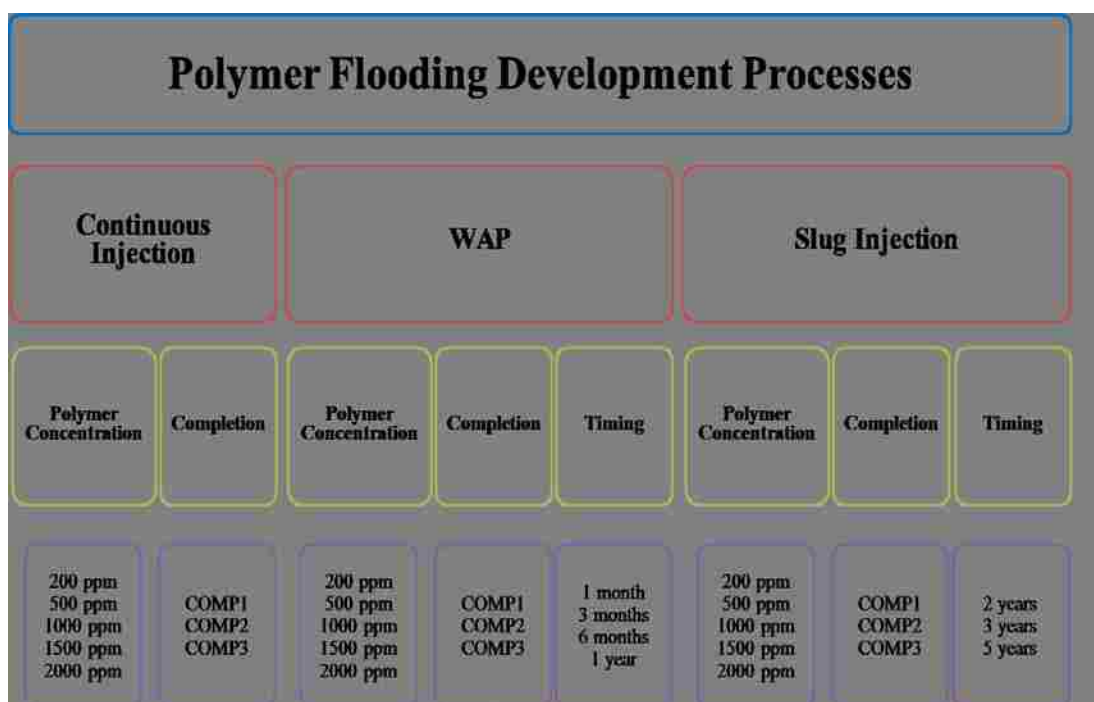 Polymer Flooding Development Processes
Continuous
Injection
WAP
Slug Injection
Polymer
Concentration
Completion
Polymer
Concentration
Completion
Timing
Polymer
Concentration
Completion
Timing
200 ppm
500 ppm
1000 ppm
1500 ppm
2000 ppm
COMP1
COMP2
COMP3
200 ppm
500 ppm
1000 ppm
1500 ppm
2000 ppm
COMP1
COMP2
COMP3
1 month
3 months
6 months
1 year
200 ppm
500 ppm
1000 ppm
1500 ppm
2000 ppm
COMP1
COMP2
COMP3
2 years
3 years
5 years